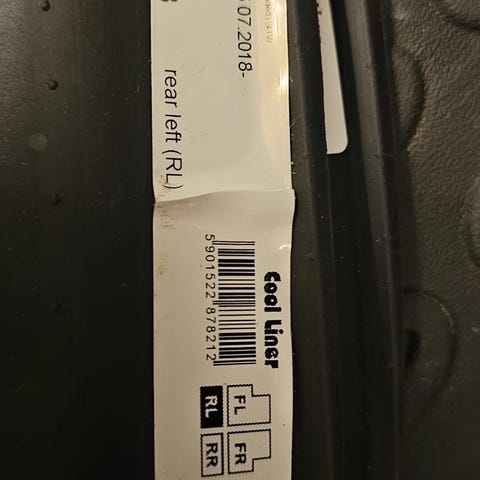 07.2018-
rear left (RL)
Cool Liner
5 901522 878212
FL FR
RL RR